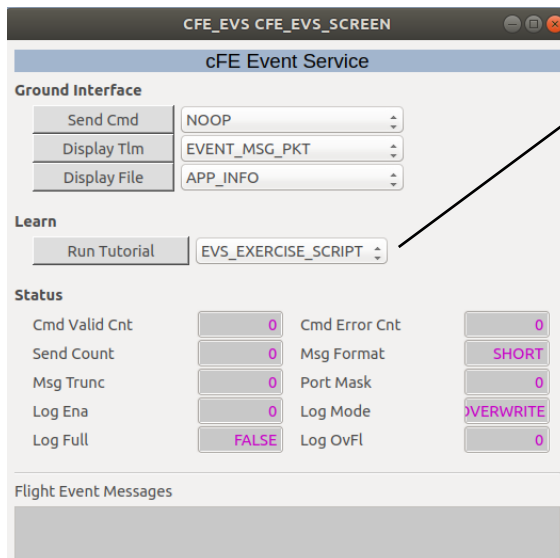 CFE_EVS CFE_EVS_SCREEN
cFE Event Service
Ground Interface
Send Cmd NOOP
Display Tlm EVENT_MSG_PKT
Display File APP_INFO
Learn
Run Tutorial EVS_EXERCISE_SCRIPT
Status
Cmd Valid Cnt 0 Cmd Error Cnt 0
Send Count 0 Msg Format SHORT
Msg Trunc 0 Port Mask 0
Log Ena 0 Log Mode OVERWRITE
Log Full FALSE Log OvFl 0
Flight Event Messages